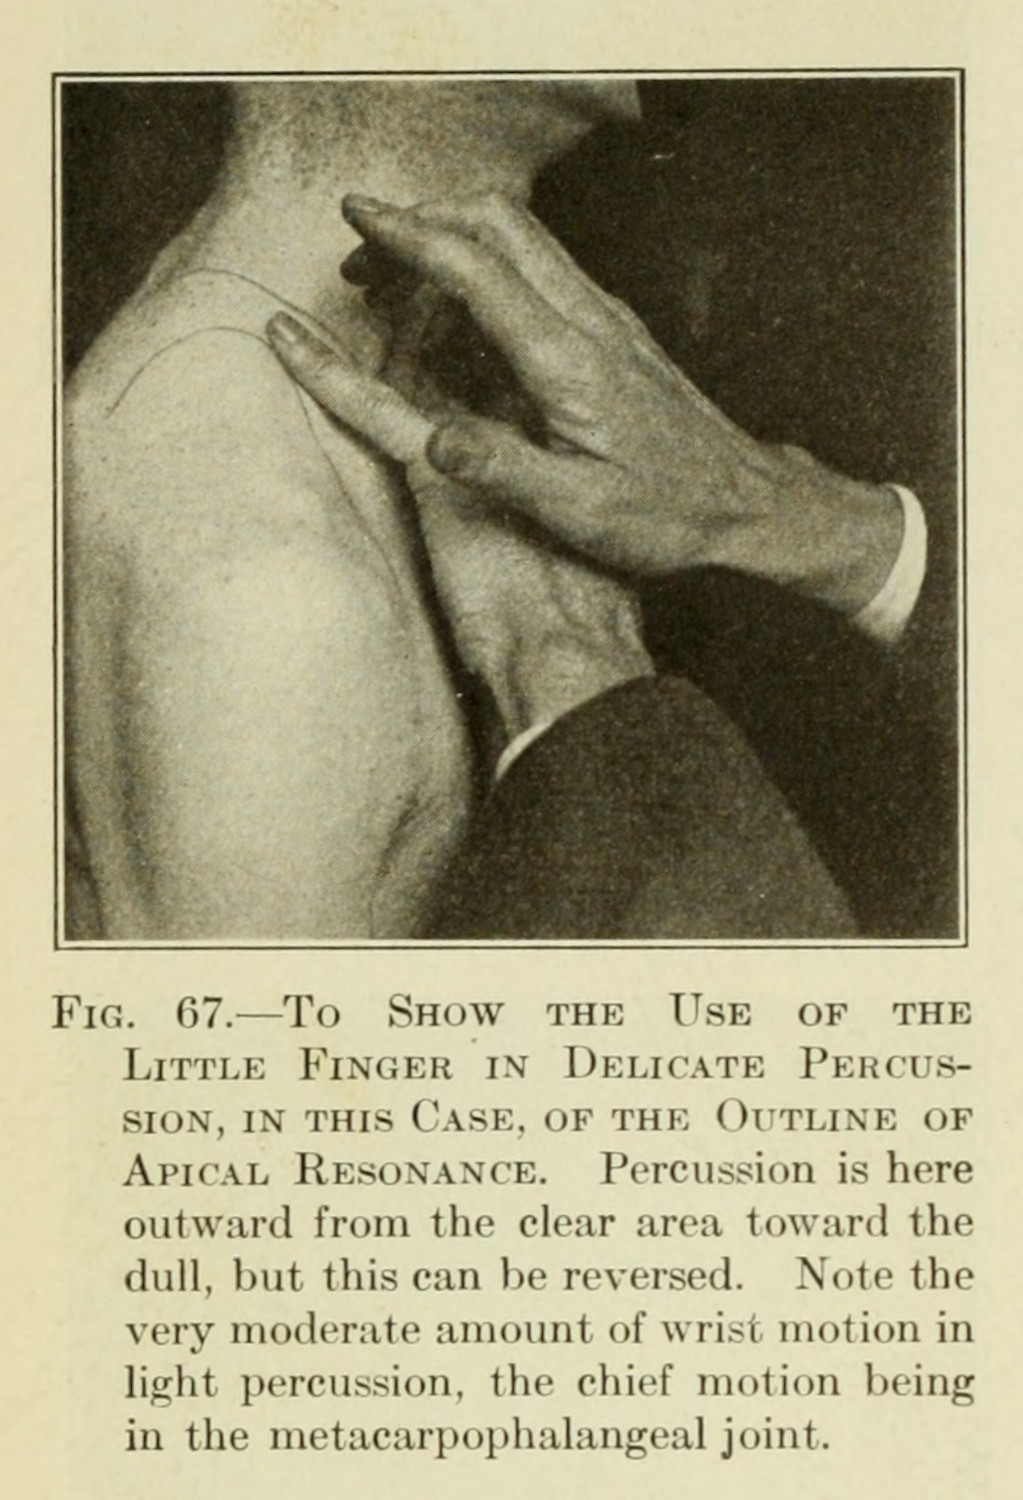 Fig. 67.—To Show the Use of the
Little Finger in Delicate Percus-
sion, in this Case, of the Outline of
Apical Resonance. Percussion is here
outward from the clear area toward the
dull, but this can be reversed. Note the
very moderate amount of wrist motion in
light percussion, the chief motion being
in the metacarpophalangeal joint.